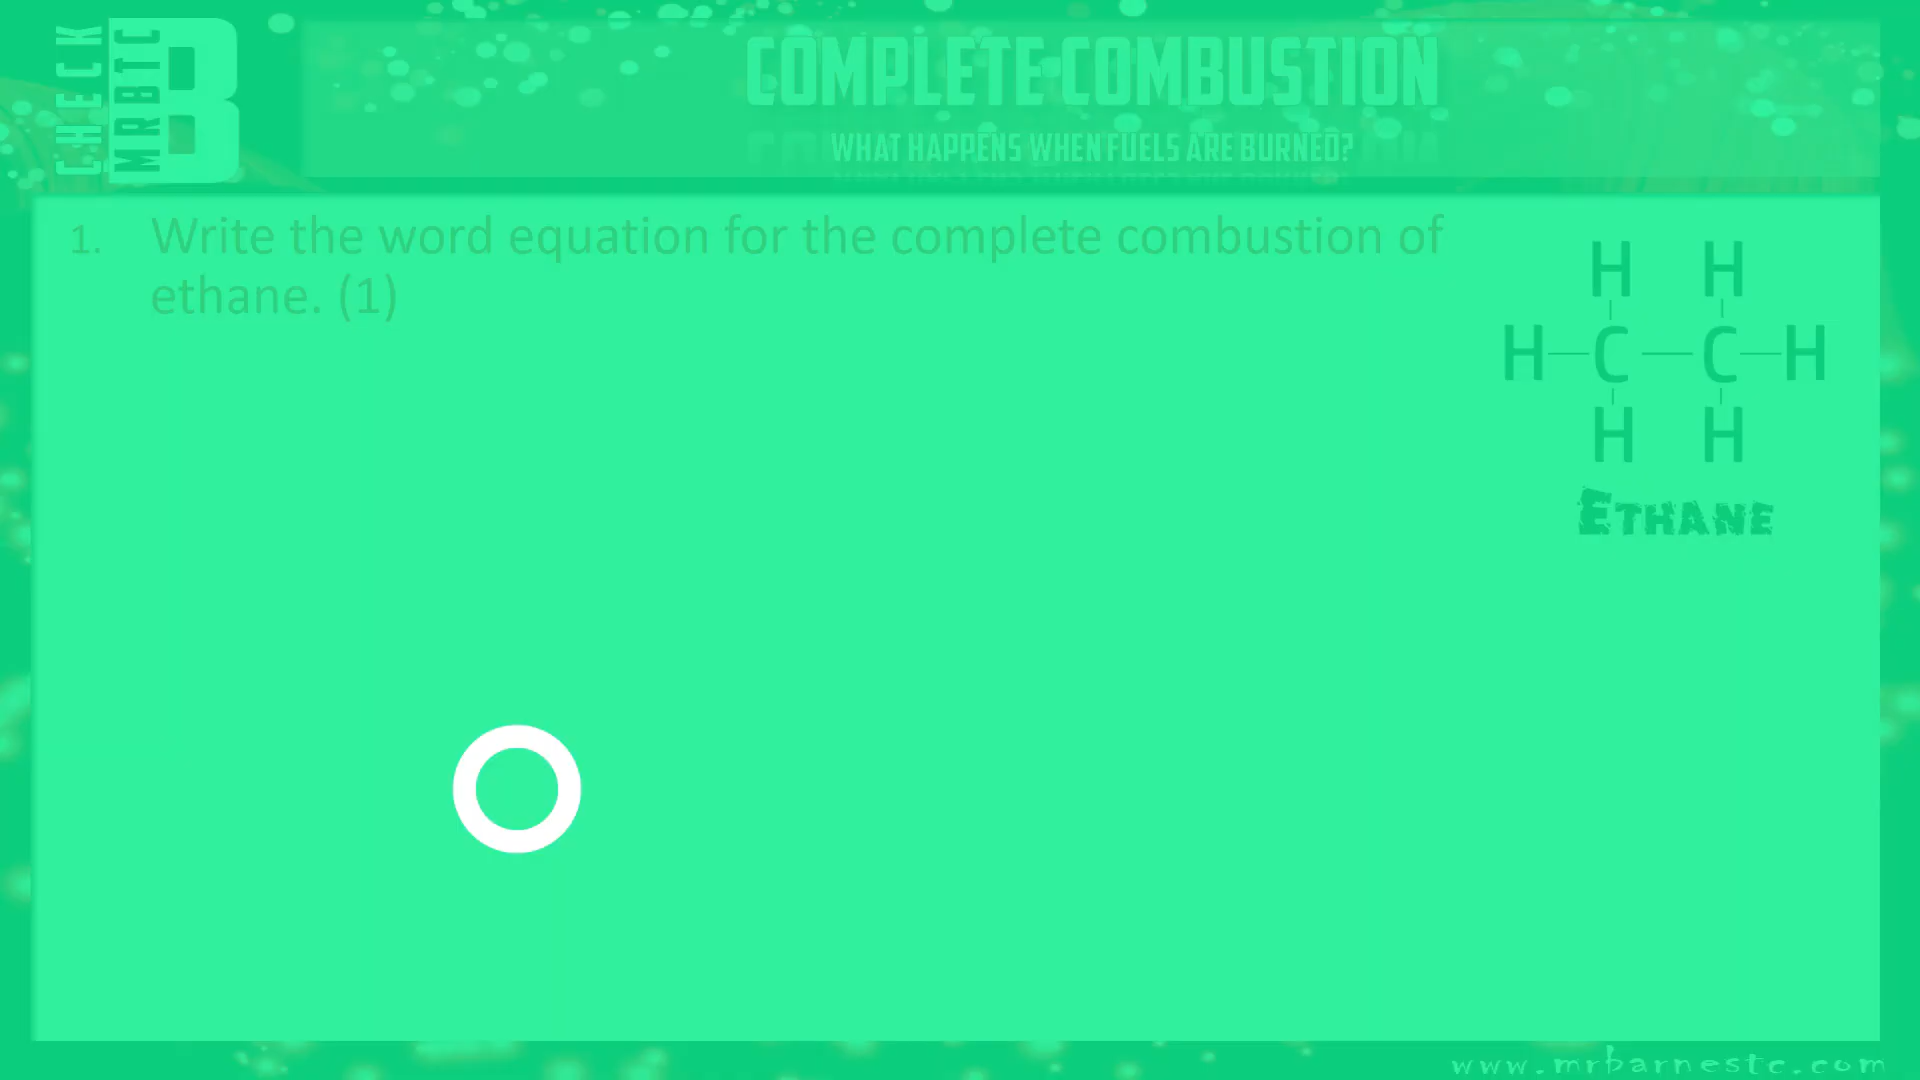 CHECK
MRBTC
B
COMPLETE COMBUSTION
WHAT HAPPENS WHEN FUELS ARE BURNED?
1. Write the word equation for the complete combustion of
ethane. (1)
H H
H C C H
H H
ETHANE
www.mrbarnestc.com